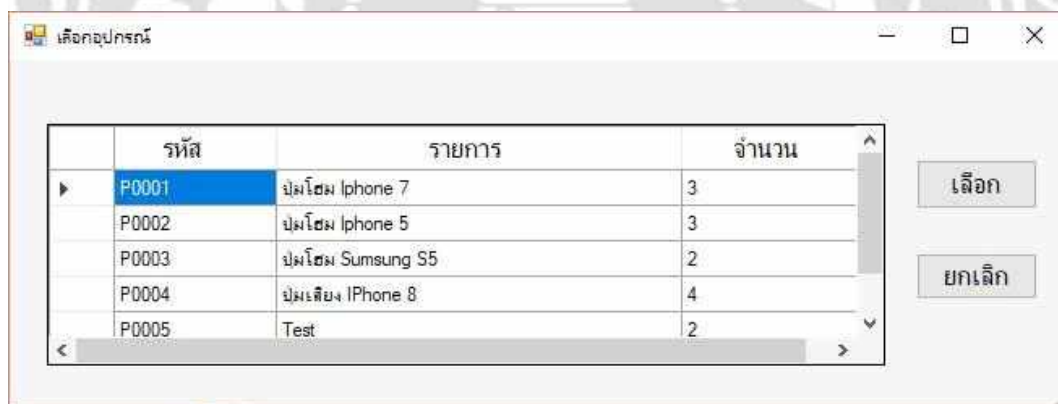 เลือกอุปกรณ์
รหัส รายการ จำนวน
P0001 ปุ่มโฮม Iphone 7 3
P0002 ปุ่มโฮม Iphone 5 3
P0003 ปุ่มโฮม Sumsung S5 2
P0004 ปุ่มเสียง IPhone 8 4
P0005 Test 2
เลือก
ยกเลิก